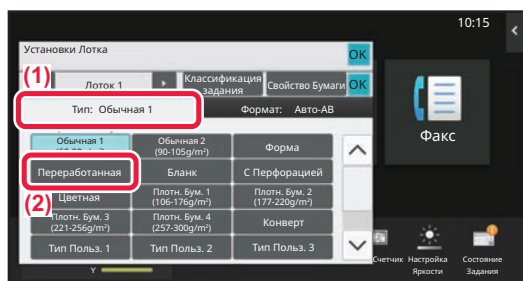 10:15
Установки Лотка
OK
(1)
Лоток 1
Классификация
задания
Свойство Бумаги
OK
Тип: Обычная 1
Формат: Авто-AB
Факс
Обычная 1
Обычная 2
(90-105g/m²)
Форма
Переработанная
Бланк
С Перфорацией
(2)
Цветная
Плотн. Бум. 1
(106-176g/m²)
Плотн. Бум. 2
(177-220g/m²)
Плотн. Бум. 3
(221-256g/m²)
Плотн. Бум. 4
(257-300g/m²)
Конверт
Тип Польз. 1
Тип Польз. 2
Тип Польз. 3
Счетчик
Настройка
Яркости
Состояние
Задания
Y